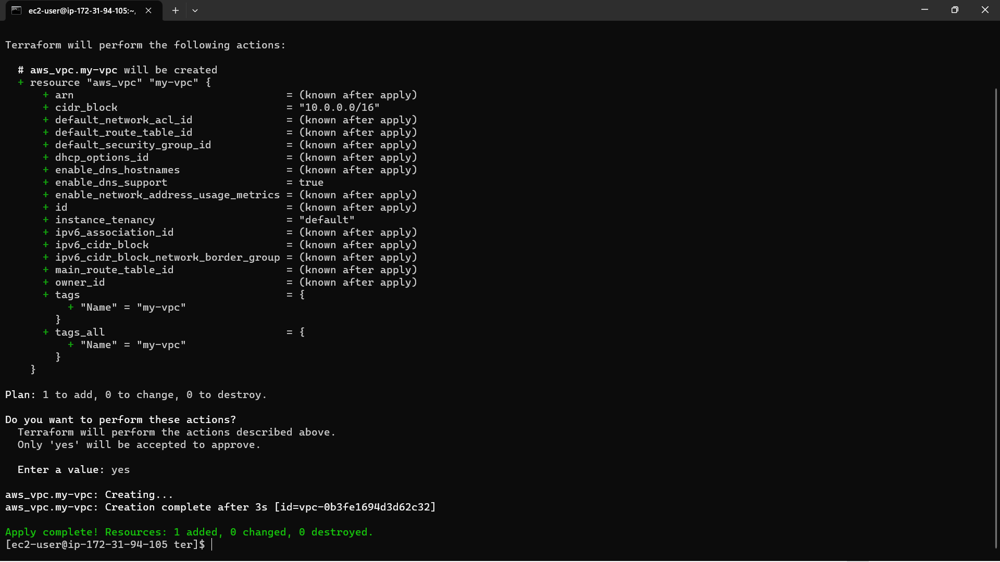 ec2-user@ip-172-31-94-105:~,
Terraform will perform the following actions:
# aws_vpc.my-vpc will be created
+ resource "aws_vpc" "my-vpc" {
+ arn = (known after apply)
+ cidr_block = "10.0.0.0/16"
+ default_network_acl_id = (known after apply)
+ default_route_table_id = (known after apply)
+ default_security_group_id = (known after apply)
+ dhcp_options_id = (known after apply)
+ enable_dns_hostnames = (known after apply)
+ enable_dns_support = true
+ enable_network_address_usage_metrics = (known after apply)
+ id = (known after apply)
+ instance_tenancy = "default"
+ ipv6_association_id = (known after apply)
+ ipv6_cidr_block = (known after apply)
+ ipv6_cidr_block_network_border_group = (known after apply)
+ main_route_table_id = (known after apply)
+ owner_id = (known after apply)
+ tags = {
+ "Name" = "my-vpc"
}
+ tags_all = {
+ "Name" = "my-vpc"
}
}
Plan: 1 to add, 0 to change, 0 to destroy.
Do you want to perform these actions?
Terraform will perform the actions described above.
Only 'yes' will be accepted to approve.
Enter a value: yes
aws_vpc.my-vpc: Creating...
aws_vpc.my-vpc: Creation complete after 3s [id=vpc-0b3fe1694d3d62c32]
Apply complete! Resources: 1 added, 0 changed, 0 destroyed.
[ec2-user@ip-172-31-94-105 ter]$